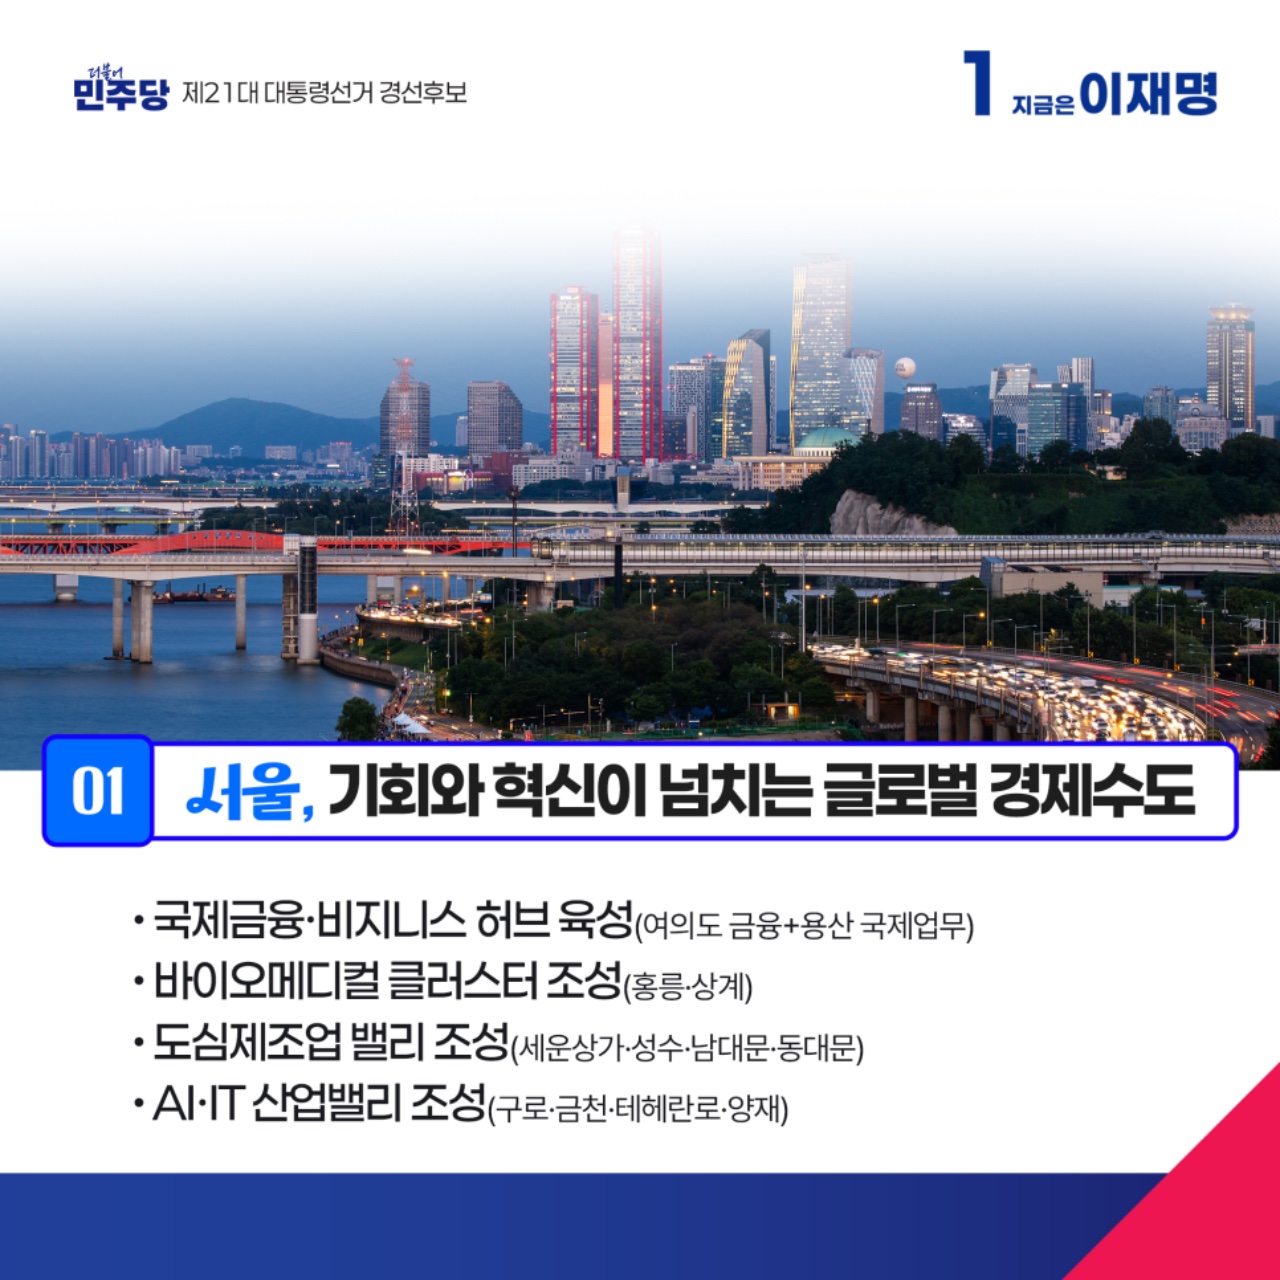 더불어
민주당 제21대 대통령선거 경선후보
1 지금은 이재명
01 서울, 기회와 혁신이 넘치는 글로벌 경제수도
• 국제금융·비지니스 허브 육성(여의도 금융+용산 국제업무)
• 바이오메디컬 클러스터 조성(홍릉·상계)
• 도심제조업 밸리 조성(세운상가·성수·남대문·동대문)
• AI·IT 산업밸리 조성(구로·금천·테헤란로·양재)